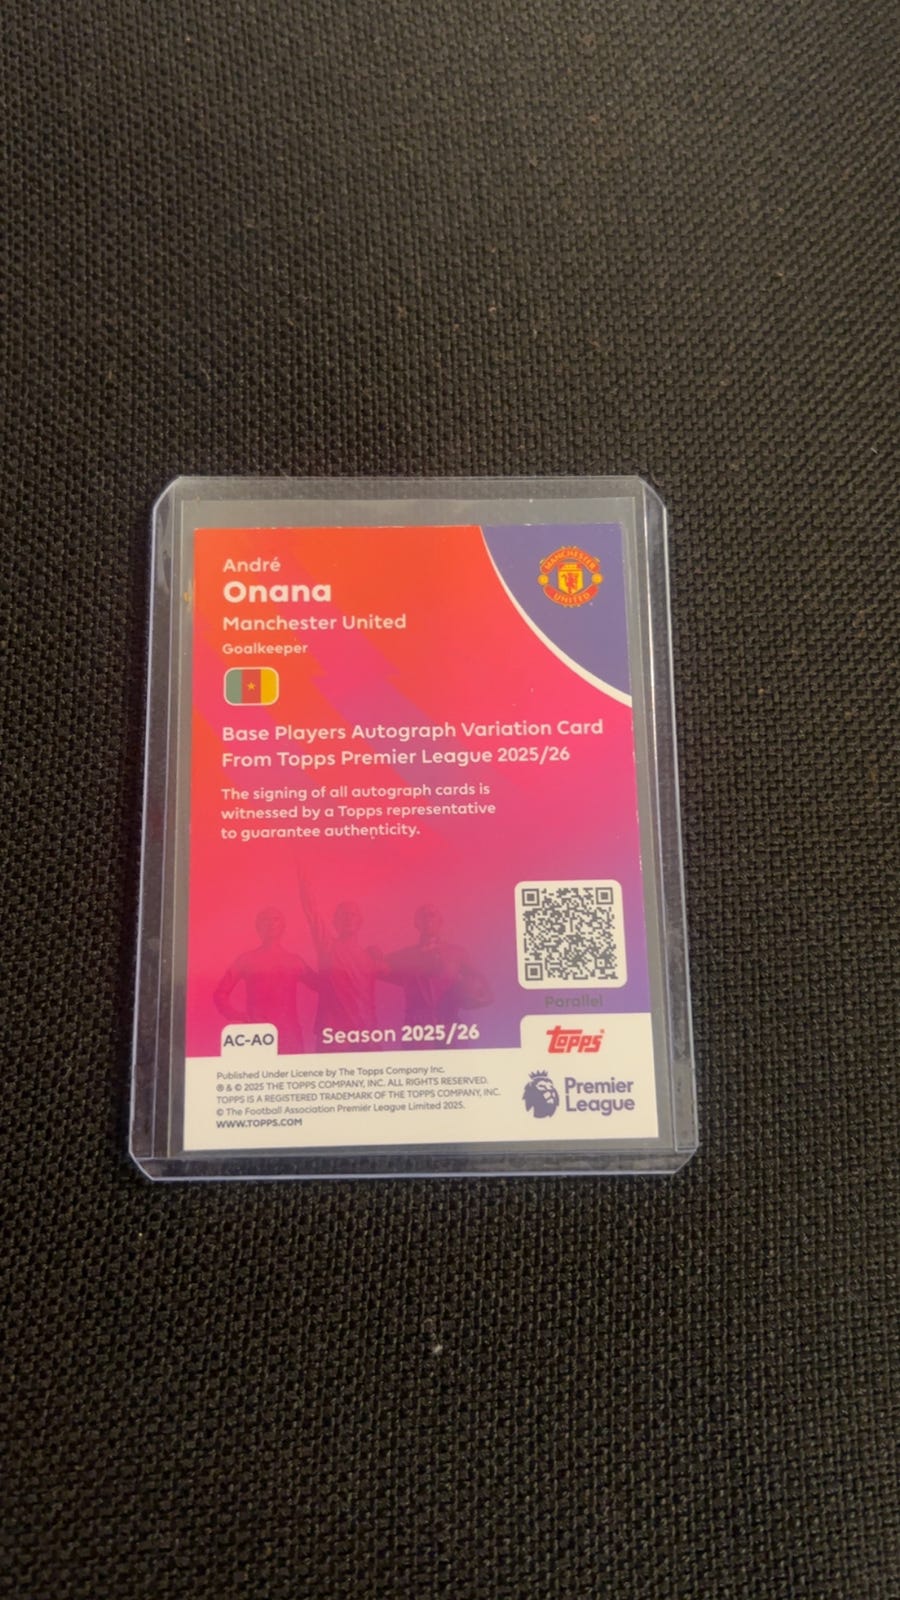 André
Onana
Manchester United
Goalkeeper
MANCHESTER
UNITED
Base Players Autograph Variation Card
From Topps Premier League 2025/26
The signing of all autograph cards is
witnessed by a Topps representative
to guarantee authenticity.
Parallel
AC-AO
Season 2025/26
Topps
Published Under Licence by The Topps Company Inc.
® & © 2025 THE TOPPS COMPANY, INC. ALL RIGHTS RESERVED.
TOPPS IS A REGISTERED TRADEMARK OF THE TOPPS COMPANY, INC.
© The Football Association Premier League Limited 2025.
WWW.TOPPS.COM
Premier
League